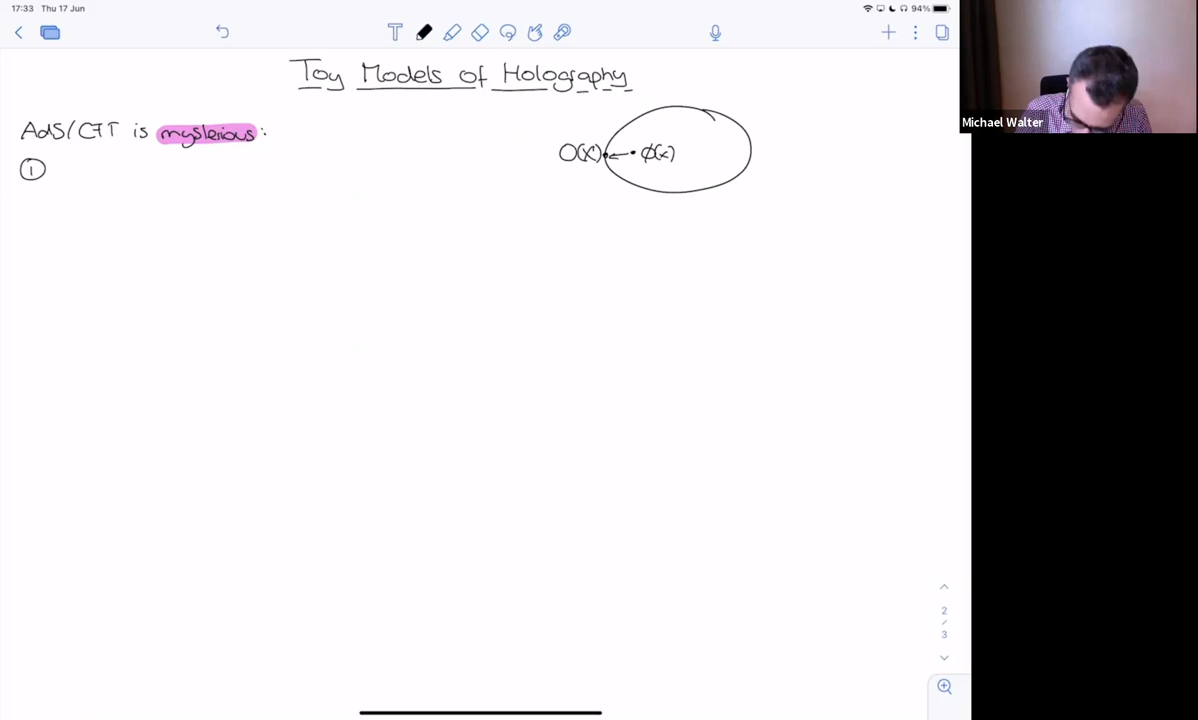 17:33 Thu 17 Jun
94%
Toy Models of Holography
AdS/CFT is mysterious:
①
O(X) ← ϕ(x)
Michael Walter
2
/
3